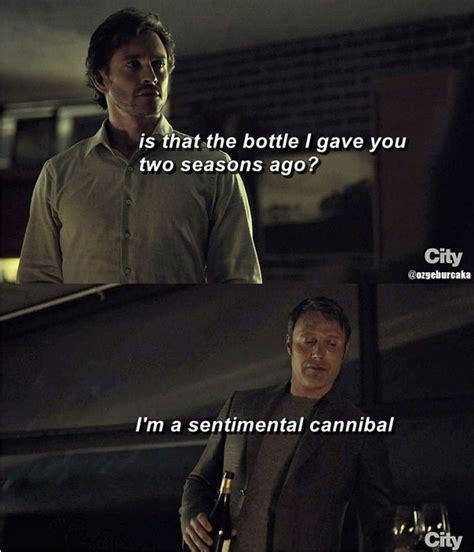 is that the bottle I gave you
two seasons ago?
City
@ozgeburcaka
I'm a sentimental cannibal
City